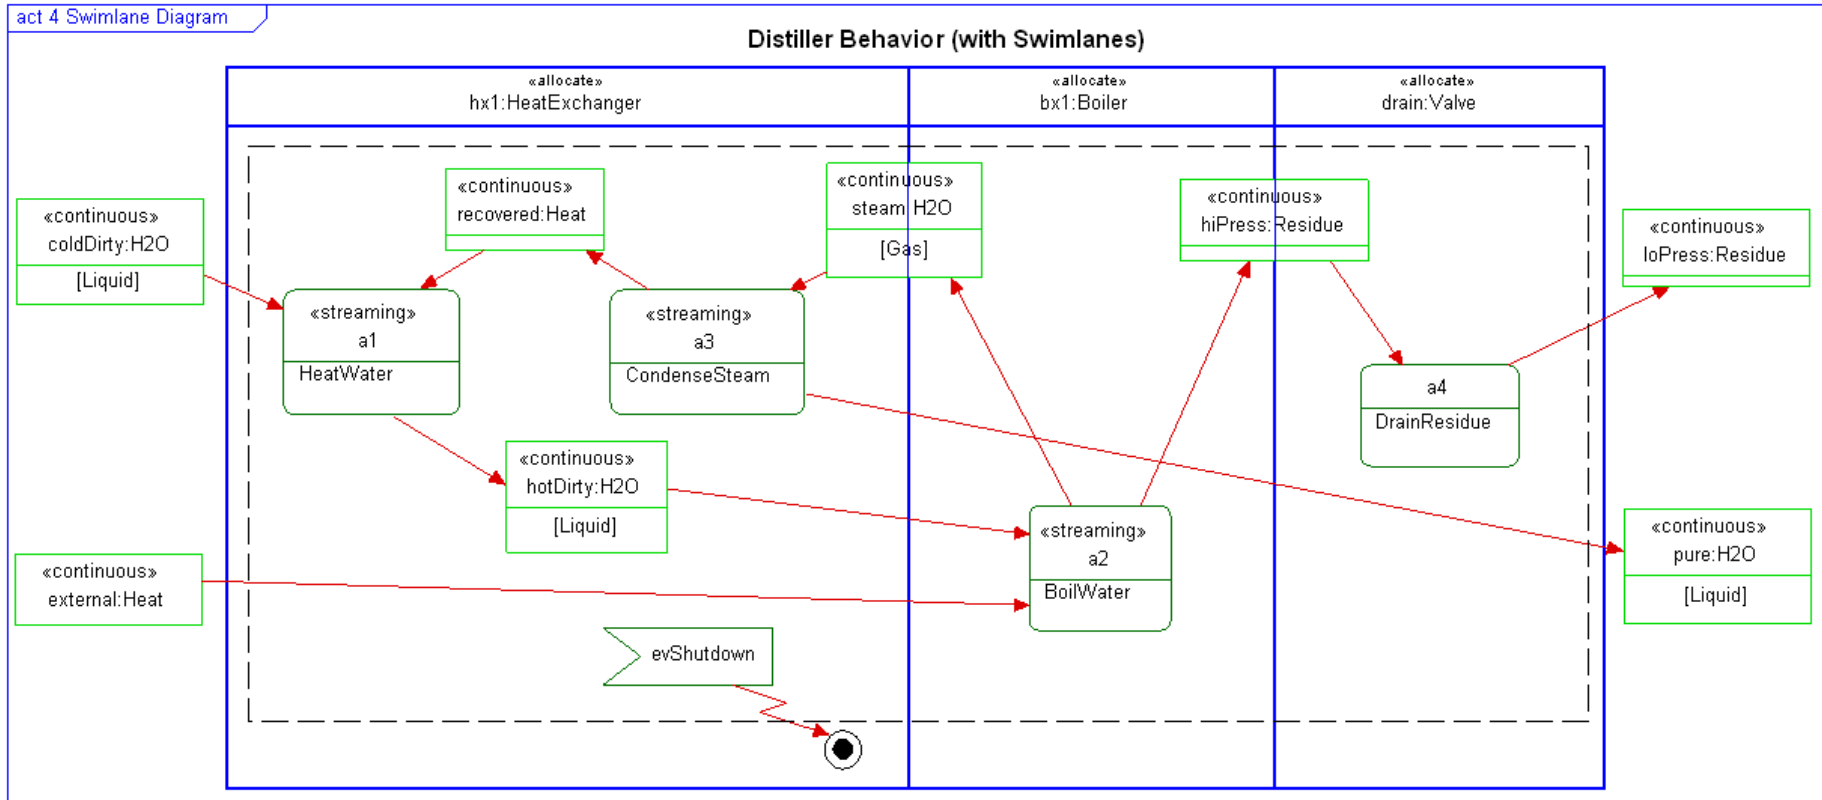 act 4 Swimlane Diagram
Distiller Behavior (with Swimlanes)
«allocate»
hx1:HeatExchanger
«allocate»
bx1:Boiler
«allocate»
drain:Valve
«continuous»
coldDirty:H2O
[Liquid]
«continuous»
recovered:Heat
«continuous»
steam:H2O
[Gas]
«continuous»
hiPress:Residue
«continuous»
loPress:Residue
«streaming»
a1
HeatWater
«streaming»
a3
CondenseSteam
a4
DrainResidue
«continuous»
hotDirty:H2O
[Liquid]
«streaming»
a2
BoilWater
«continuous»
pure:H2O
[Liquid]
«continuous»
external:Heat
evShutdown